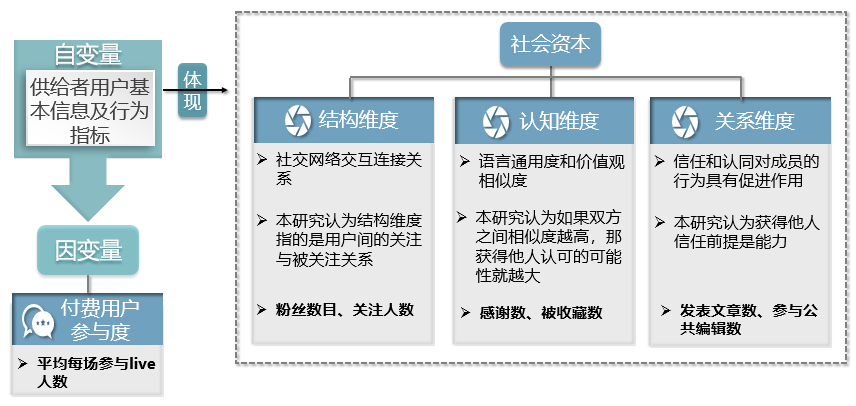 自变量
供给者用户基
本信息及行为
指标
体
现
因变量
付费用户
参与度
平均每场参与live
人数
社会资本
结构维度
社交网络交互连接关
系
本研究认为结构维度
指的是用户间的关注
与被关注关系
粉丝数目、关注人数
认知维度
语言通用度和价值观
相似度
本研究认为如果双方
之间相似度越高，那
获得他人认可的可能
性就越大
感谢数、被收藏数
关系维度
信任和认同对成员的
行为具有促进作用
本研究认为获得他人
信任前提是能力
发表文章数、参与公
共编辑数